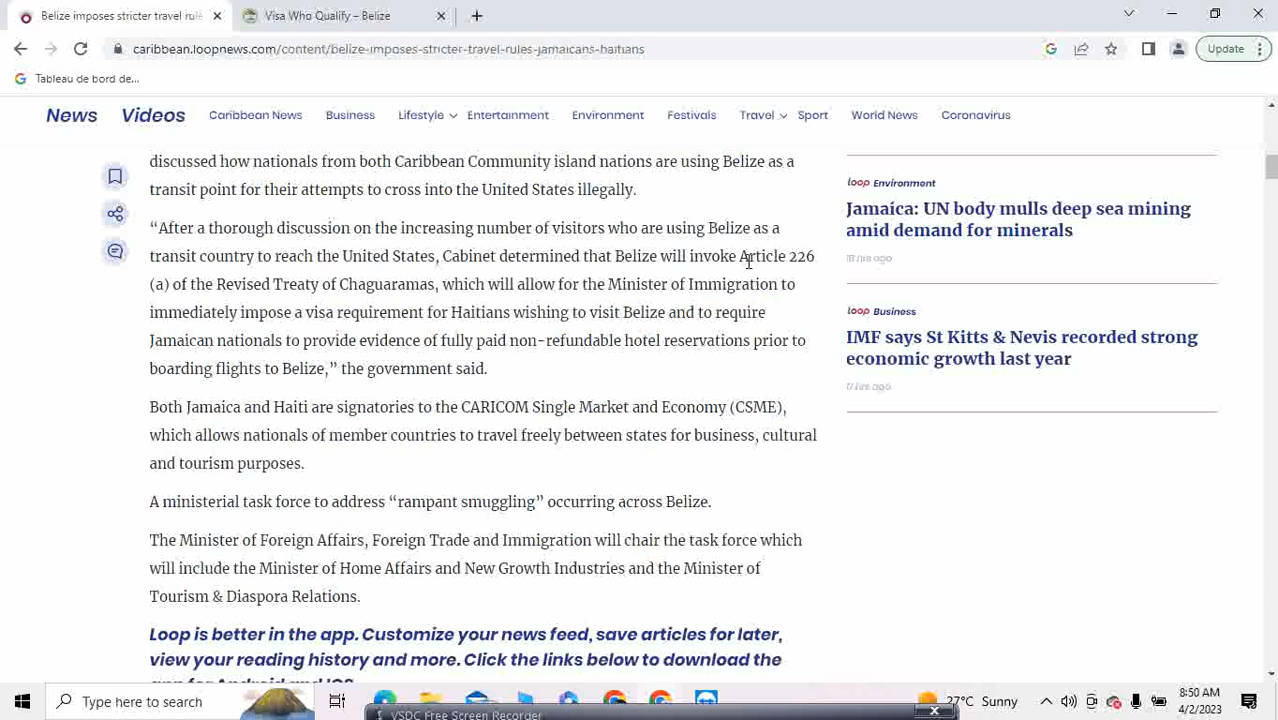 Belize imposes stricter travel rule
Visa Who Qualify – Belize
caribbean.loopnews.com/content/belize-imposes-stricter-travel-rules-jamaicans-haitians
Update
Tableau de bord de...
News Videos Caribbean News Business Lifestyle Entertainment Environment Festivals Travel Sport World News Coronavirus
discussed how nationals from both Caribbean Community island nations are using Belize as a
transit point for their attempts to cross into the United States illegally.
“After a thorough discussion on the increasing number of visitors who are using Belize as a
transit country to reach the United States, Cabinet determined that Belize will invoke Article 226
(a) of the Revised Treaty of Chaguaramas, which will allow for the Minister of Immigration to
immediately impose a visa requirement for Haitians wishing to visit Belize and to require
Jamaican nationals to provide evidence of fully paid non-refundable hotel reservations prior to
boarding flights to Belize,” the government said.
Both Jamaica and Haiti are signatories to the CARICOM Single Market and Economy (CSME),
which allows nationals of member countries to travel freely between states for business, cultural
and tourism purposes.
A ministerial task force to address “rampant smuggling” occurring across Belize.
The Minister of Foreign Affairs, Foreign Trade and Immigration will chair the task force which
will include the Minister of Home Affairs and New Growth Industries and the Minister of
Tourism & Diaspora Relations.
Loop is better in the app. Customize your news feed, save articles for later,
view your reading history and more. Click the links below to download the
app for Android and iOS
loop Environment
Jamaica: UN body mulls deep sea mining
amid demand for minerals
18 hrs ago
loop Business
IMF says St Kitts & Nevis recorded strong
economic growth last year
17 hrs ago
Type here to search
27°C Sunny
8:50 AM
4/2/2023
VSDC Free Screen Recorder